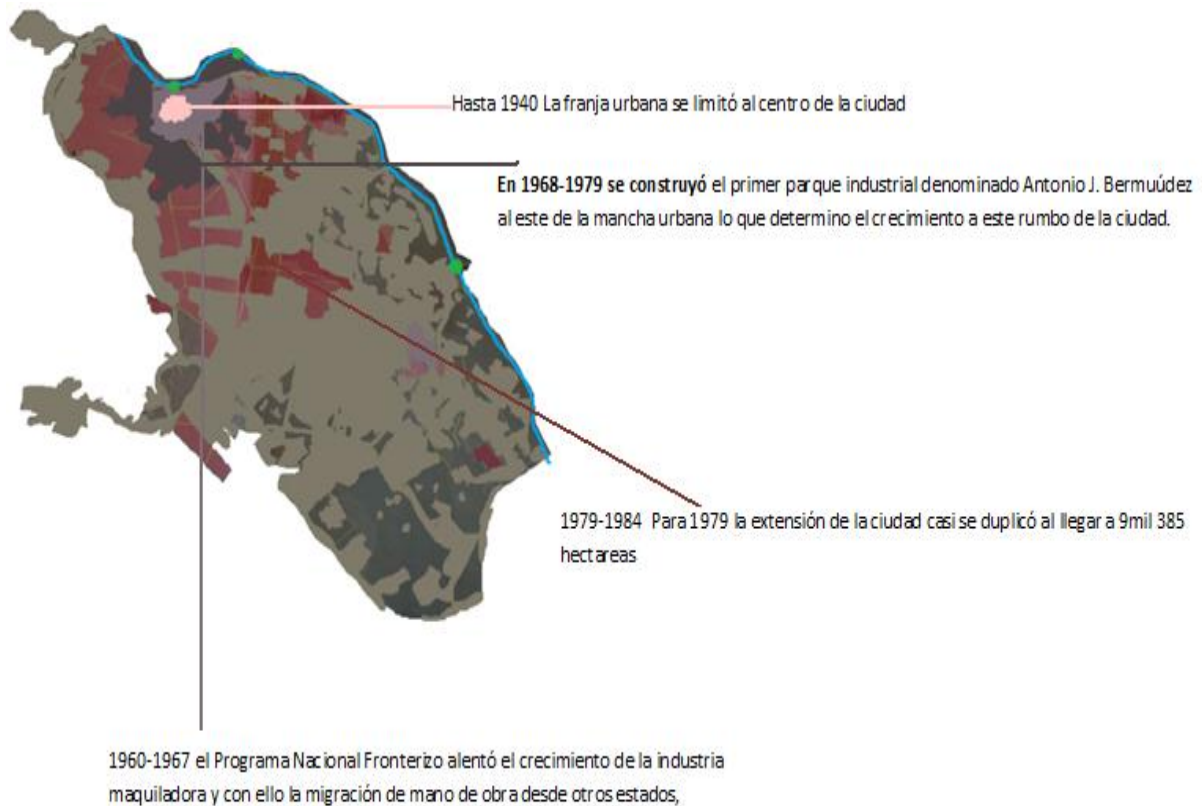 Hasta 1940 La franja urbana se limitó al centro de la ciudad
En 1968-1979 se construyó el primer parque industrial denominado Antonio J. Bermuúdez
al este de la mancha urbana lo que determino el crecimiento a este rumbo de la ciudad.
1979-1984 Para 1979 la extensión de la ciudad casi se duplicó al llegar a 9mil 385
hectareas
1960-1967 el Programa Nacional Fronterizo alentó el crecimiento de la industria
maquiladora y con ello la migración de mano de obra desde otros estados,